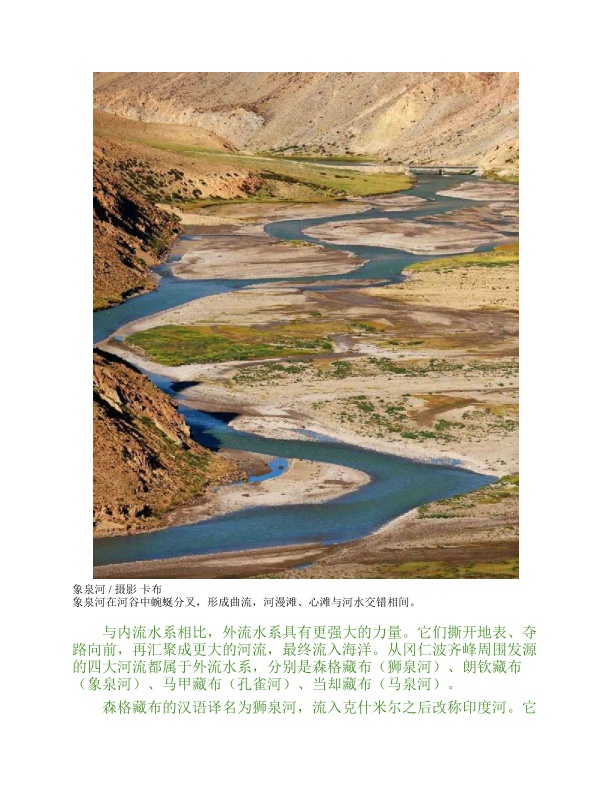 象泉河 / 摄影 卡布
象泉河在河谷中蜿蜒分叉，形成曲流，河漫滩、心滩与河水交错相间。
与内流水系相比，外流水系具有更强大的力量。它们撕开地表、夺
路向前，再汇聚成更大的河流，最终流入海洋。从冈仁波齐峰周围发源
的四大河流都属于外流水系，分别是森格藏布（狮泉河）、朗钦藏布
（象泉河）、马甲藏布（孔雀河）、当却藏布（马泉河）。
森格藏布的汉语译名为狮泉河，流入克什米尔之后改称印度河。它